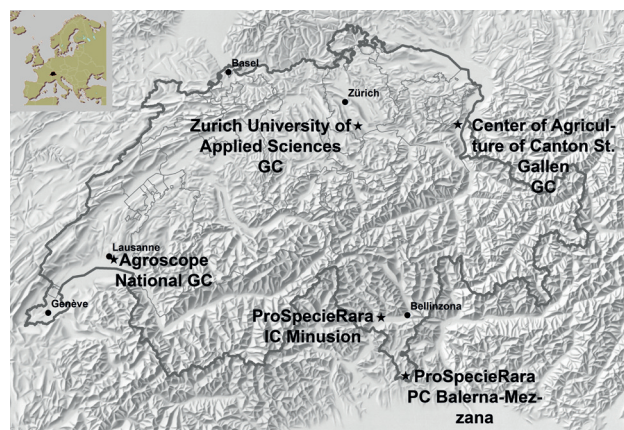 Basel
Zürich
Zurich University of
Applied Sciences
GC
Center of Agricul-
ture of Canton St.
Gallen
GC
Lausanne
Agroscope
National GC
Genève
ProSpecieRara
IC Minusion
Bellinzona
ProSpecieRara
PC Balerna-Mez-
zana